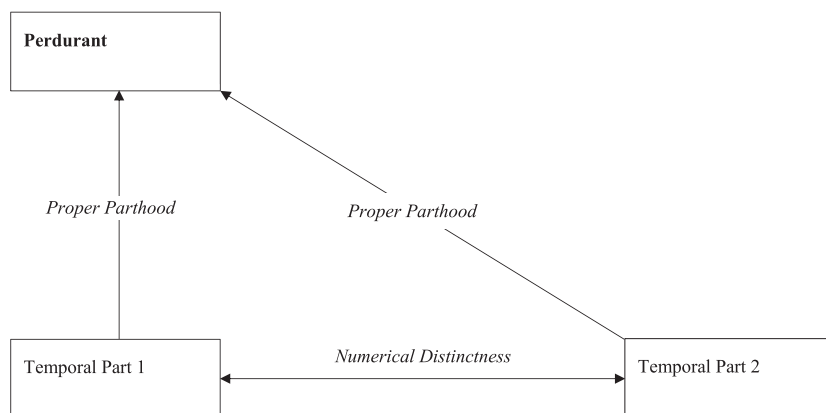 Perdurant
Proper Parthood
Proper Parthood
Numerical Distinctness
Temporal Part 1
Temporal Part 2